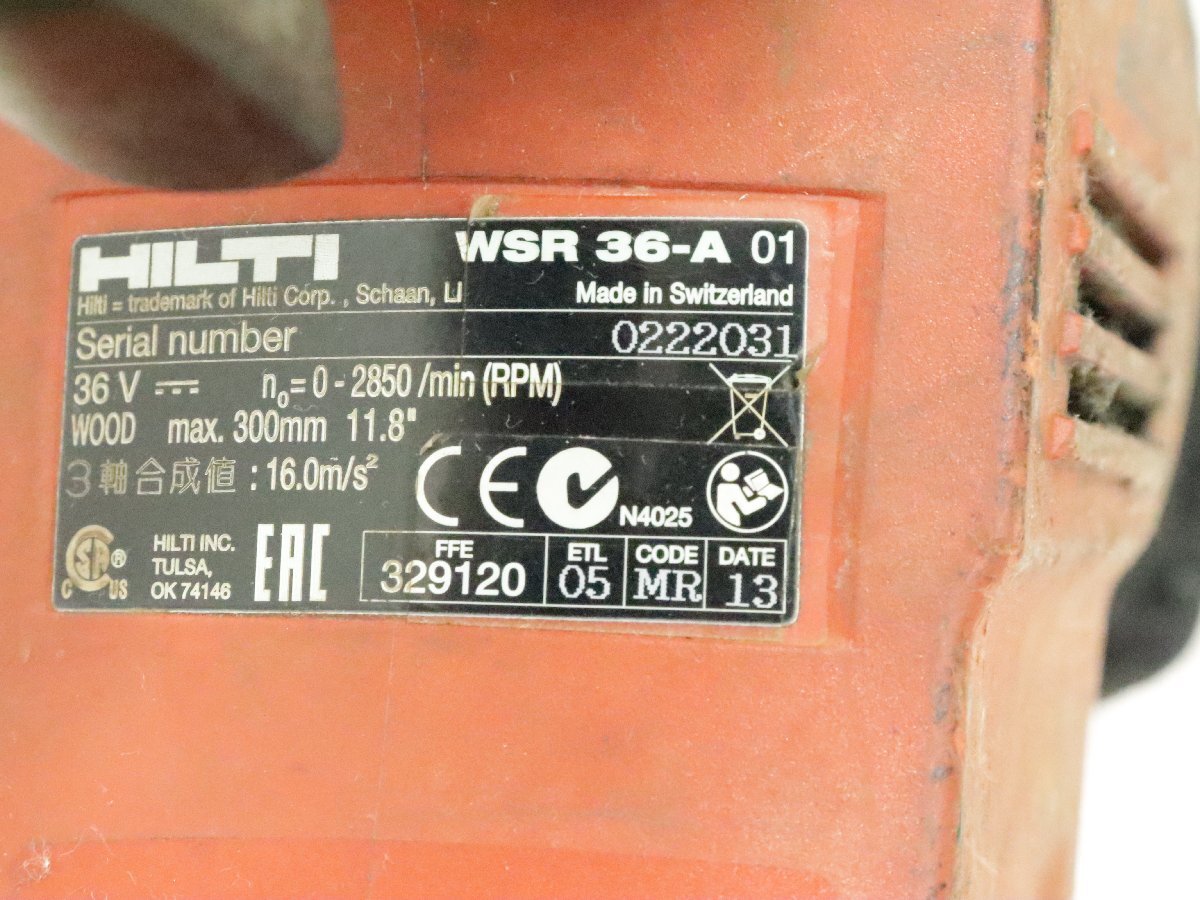 HILTI
WSR 36-A 01
Hilti = trademark of Hilti Corp., Schaan, LI
Made in Switzerland
Serial number 0222031
36 V n₀= 0 - 2850 /min (RPM)
WOOD max. 300mm 11.8"
3 軸合成値 : 16.0m/s²
CE N4025
CSA ® C US
HILTI INC.
TULSA,
OK 74146
EAC
FFE ETL CODE DATE
329120 05 MR 13